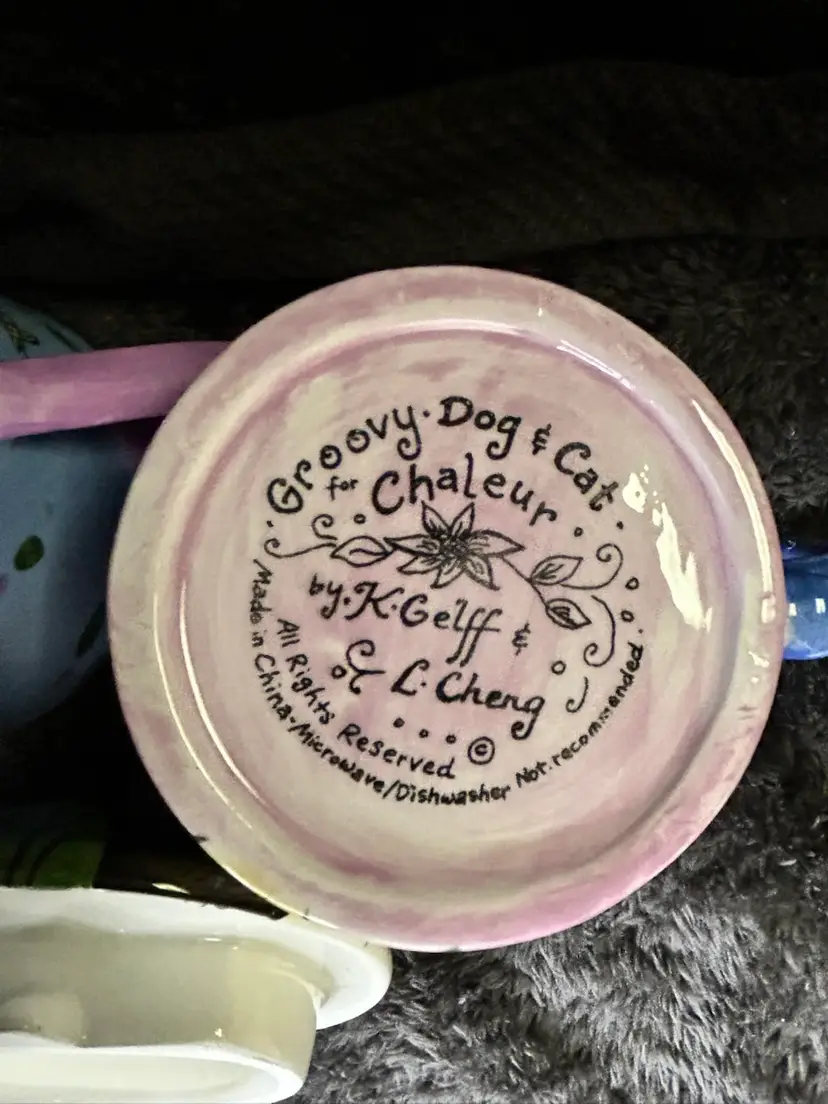 Groovy · Dog & Cat ·
for Chaleur
by · K · Gelff &
L · Cheng
All Rights Reserved ©
Made in China - Microwave/Dishwasher Not recommended.